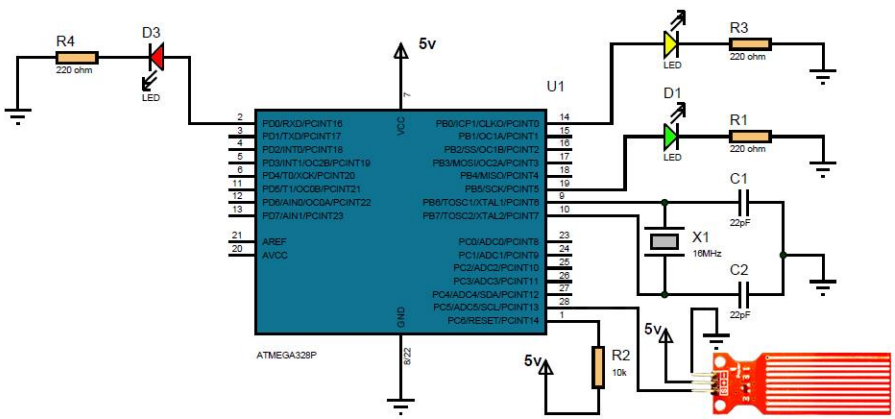 R4
220 ohm
D3
LED
5v
LED
R3
220 ohm
U1
D1
LED
R1
220 ohm
7
VCC
2 PD0/RXD/PCINT16
3 PD1/TXD/PCINT17
4 PD2/INT0/PCINT18
5 PD3/INT1/OC2B/PCINT19
6 PD4/T0/XCK/PCINT20
11 PD5/T1/OC0B/PCINT21
12 PD6/AIN0/OC0A/PCINT22
13 PD7/AIN1/PCINT23
21 AREF
20 AVCC
PB0/ICP1/CLKO/PCINT0 14
PB1/OC1A/PCINT1 15
PB2/SS/OC1B/PCINT2 16
PB3/MOSI/OC2A/PCINT3 17
PB4/MISO/PCINT4 18
PB5/SCK/PCINT5 19
PB6/TOSC1/XTAL1/PCINT6 9
PB7/TOSC2/XTAL2/PCINT7 10
PC0/ADC0/PCINT8 23
PC1/ADC1/PCINT9 24
PC2/ADC2/PCINT10 25
PC3/ADC3/PCINT11 26
PC4/ADC4/SDA/PCINT12 27
PC5/ADC5/SCL/PCINT13 28
PC6/RESET/PCINT14 1
GND
8/22
ATMEGA328P
C1
22pF
X1
16MHz
C2
22pF
5v
R2
10k
5v